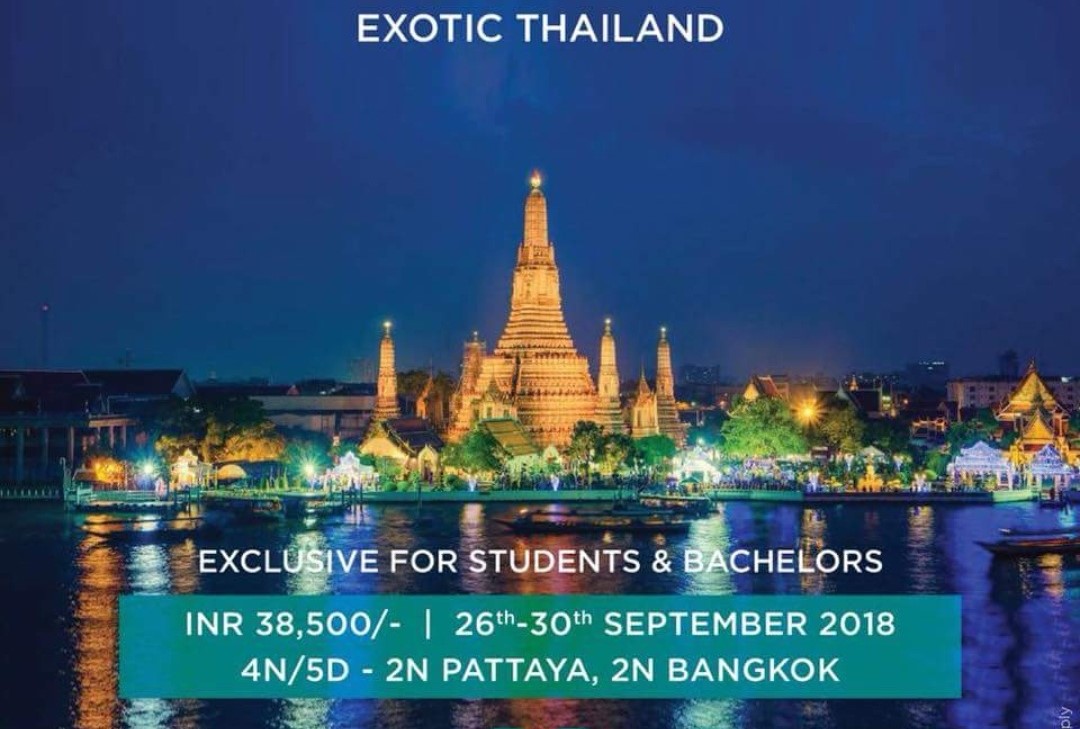 EXOTIC THAILAND
EXCLUSIVE FOR STUDENTS & BACHELORS
INR 38,500/- | 26th-30th SEPTEMBER 2018
4N/5D - 2N PATTAYA, 2N BANGKOK
ply